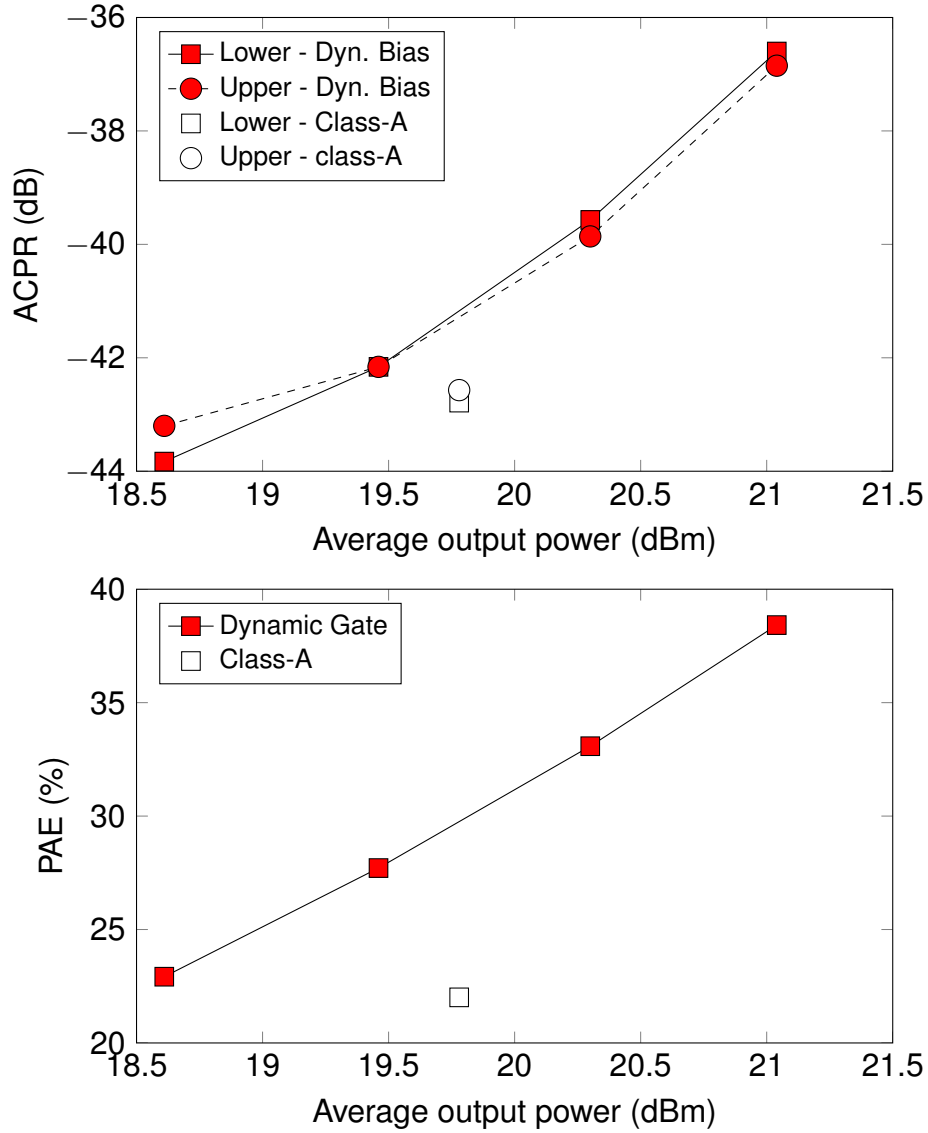 −36
−38
−40
−42
−44
ACPR (dB)
Lower - Dyn. Bias
Upper - Dyn. Bias
Lower - Class-A
Upper - class-A
18.5 19 19.5 20 20.5 21 21.5
Average output power (dBm)
40
35
30
25
20
PAE (%)
Dynamic Gate
Class-A
18.5 19 19.5 20 20.5 21 21.5
Average output power (dBm)